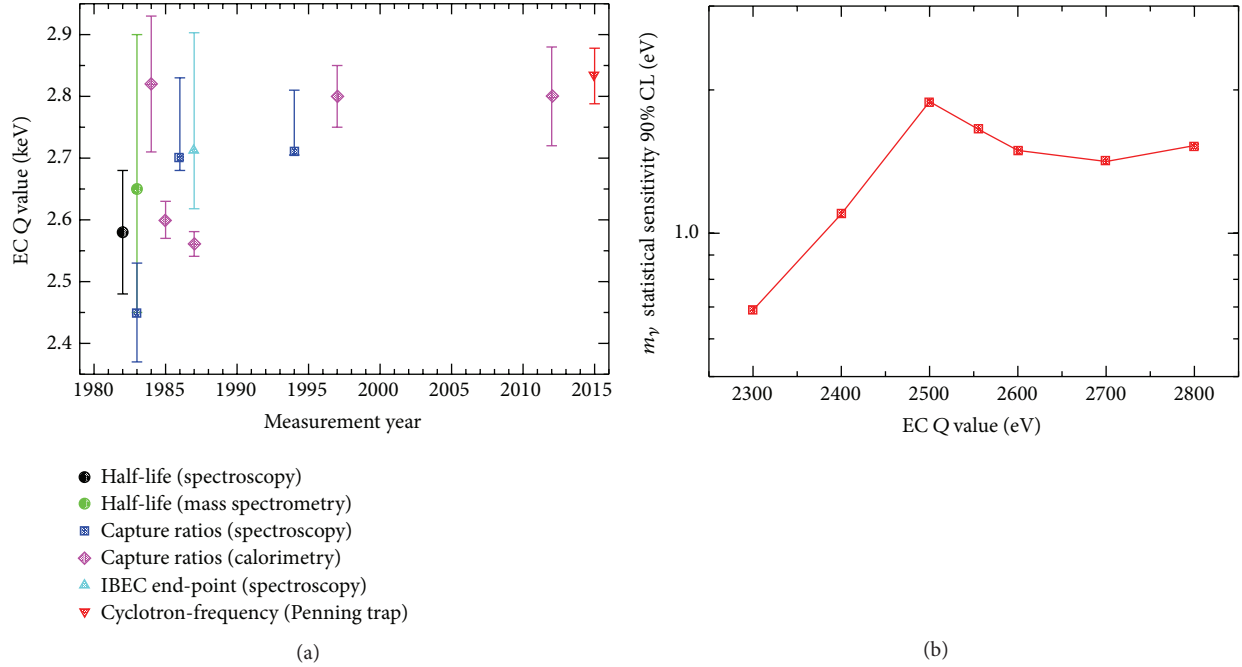 2.9
2.8
2.7
2.6
2.5
2.4
EC Q value (keV)
1980 1985 1990 1995 2000 2005 2010 2015
Measurement year
Half-life (spectroscopy)
Half-life (mass spectrometry)
Capture ratios (spectroscopy)
Capture ratios (calorimetry)
IBEC end-point (spectroscopy)
Cyclotron-frequency (Penning trap)
(a)
2
1.0
mγ statistical sensitivity 90% CL (eV)
2300 2400 2500 2600 2700 2800
EC Q value (eV)
(b)